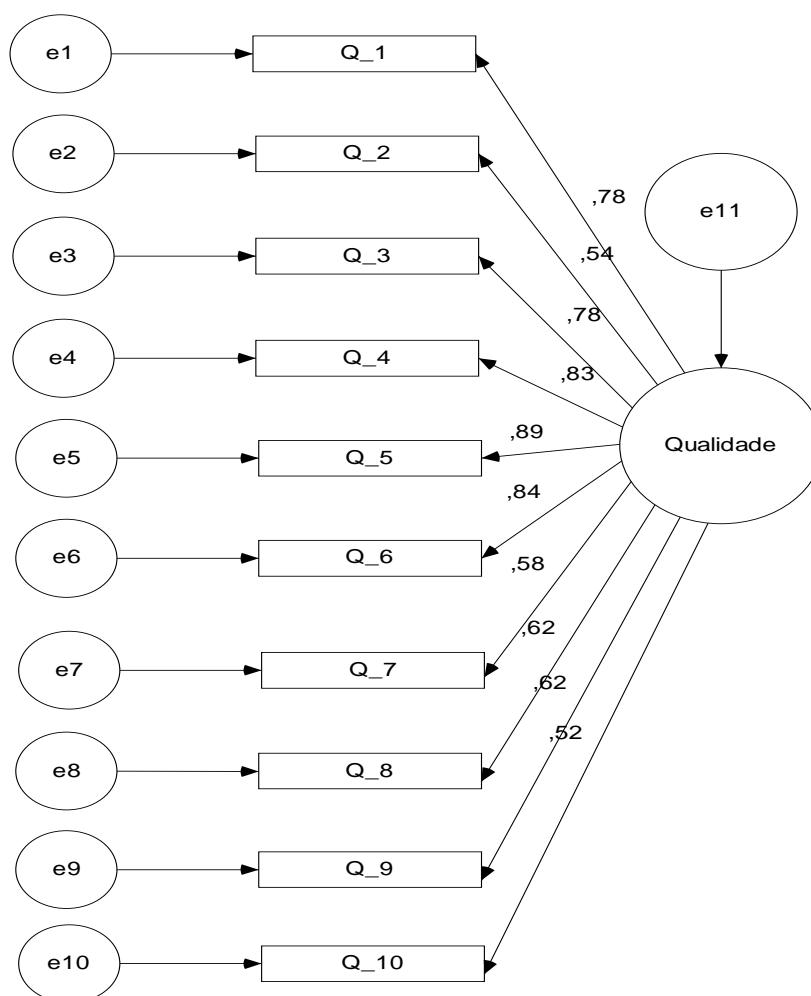 e1
Q_1
e2
Q_2
,78
e11
e3
Q_3
,54
,78
e4
Q_4
,83
,89
Qualidade
e5
Q_5
,84
e6
Q_6
,58
,62
e7
Q_7
,62
,52
e8
Q_8
e9
Q_9
e10
Q_10